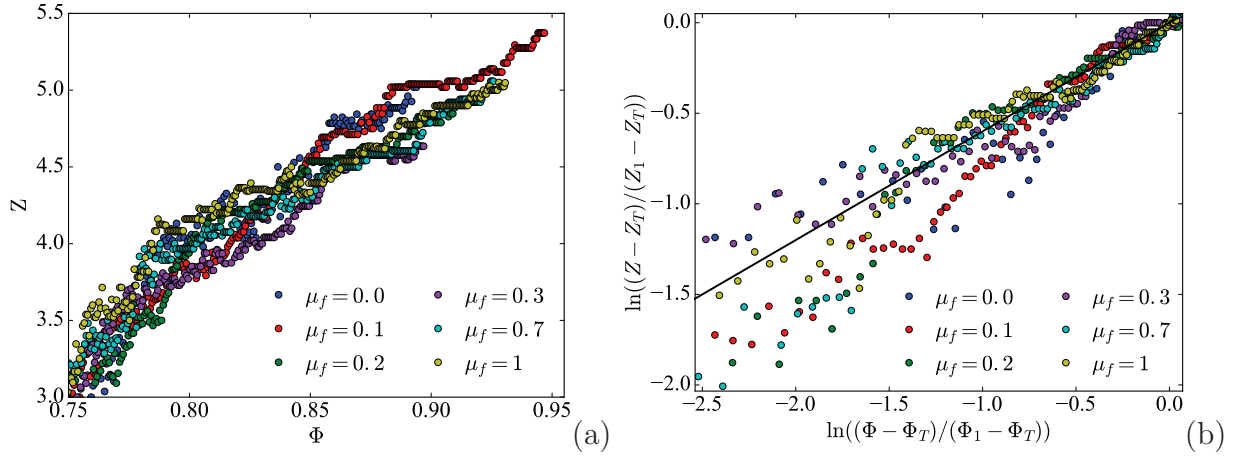 5.5
5.0
4.5
4.0
3.5
3.0
Z
0.75 0.80 0.85 0.90 0.95
Φ
μ_f = 0.0 μ_f = 0.3
μ_f = 0.1 μ_f = 0.7
μ_f = 0.2 μ_f = 1
(a)
0.0
−0.5
−1.0
−1.5
−2.0
ln((Z − Z_T)/(Z_1 − Z_T))
−2.5 −2.0 −1.5 −1.0 −0.5 0.0
ln((Φ − Φ_T)/(Φ_1 − Φ_T))
μ_f = 0.0 μ_f = 0.3
μ_f = 0.1 μ_f = 0.7
μ_f = 0.2 μ_f = 1
(b)